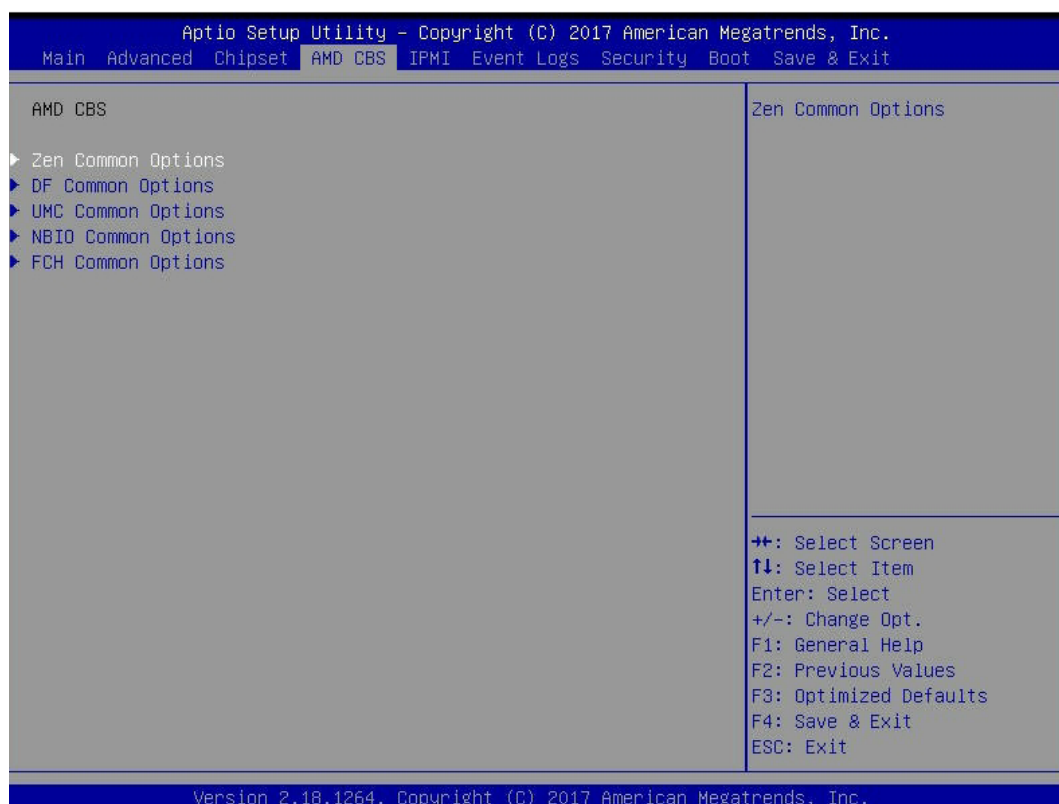 Aptio Setup Utility – Copyright (C) 2017 American Megatrends, Inc.
Main Advanced Chipset AMD CBS IPMI Event Logs Security Boot Save & Exit
AMD CBS
Zen Common Options
DF Common Options
UMC Common Options
NBIO Common Options
FCH Common Options
Zen Common Options
→←: Select Screen
↑↓: Select Item
Enter: Select
+/-: Change Opt.
F1: General Help
F2: Previous Values
F3: Optimized Defaults
F4: Save & Exit
ESC: Exit
Version 2.18.1264. Copyright (C) 2017 American Megatrends, Inc.